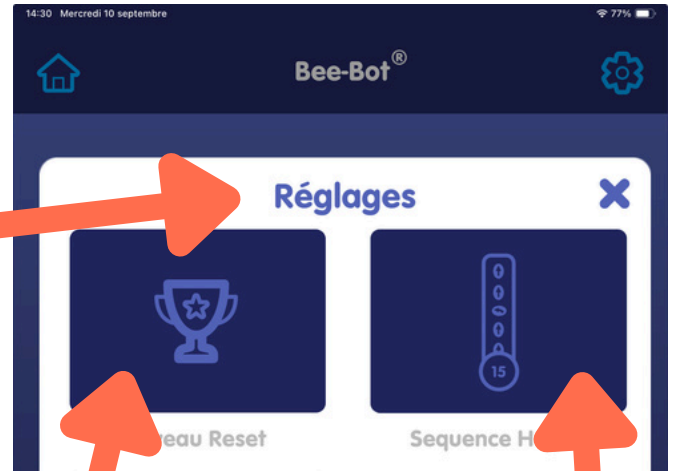 14:30 Mercredi 10 septembre 77%
Bee-Bot®
Réglages
15
Reset
Sequence